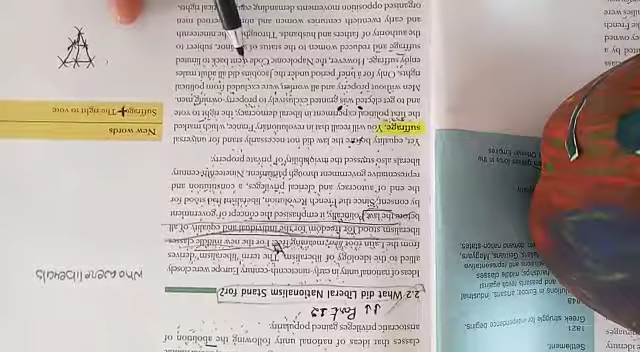 classes that ideas of national unity following the abolition of
aristocratic privileges gained popularity.
Part 12
2.2 What did Liberal Nationalism Stand for?
Ideas of national unity in early-nineteenth-century Europe were closely
allied to the ideology of liberalism. The term 'liberalism' derives
from the Latin root liber, meaning free. For the new middle classes
liberalism stood for freedom for the individual and equality of all
before the law. Politically, it emphasised the concept of government
by consent. Since the French Revolution, liberalism had stood for
the end of autocracy and clerical privileges, a constitution and
representative government through parliament. Nineteenth-century
liberals also stressed the inviolability of private property.
Yet, equality before the law did not necessarily stand for universal
suffrage. You will recall that in revolutionary France, which marked
the first political experiment in liberal democracy, the right to vote
and to get elected was granted exclusively to property-owning men.
Men without property and all women were excluded from political
rights. Only for a brief period under the Jacobins did all adult males
enjoy suffrage. However, the Napoleonic Code went back to limited
suffrage and reduced women to the status of a minor, subject to
the authority of fathers and husbands. Throughout the nineteenth
and early twentieth centuries women and non-propertied men
organised opposition movements demanding equal political rights.
who were liberals
New words
Suffrage – The right to vote
Settlement.
1821
Greek struggle for independence begins.
1848